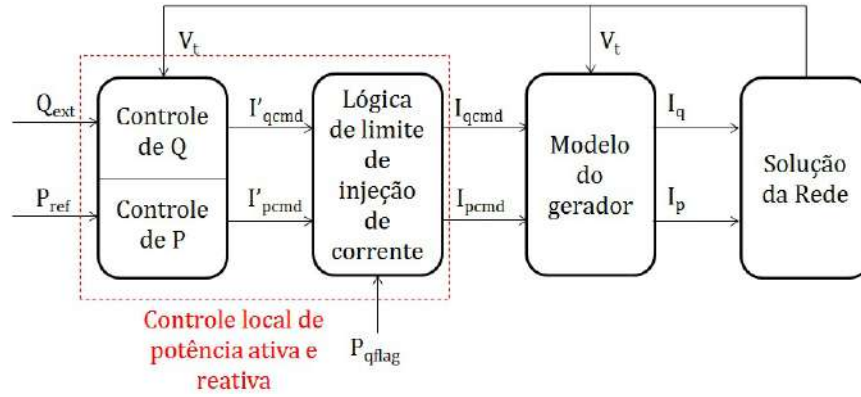 V_t
V_t
Q_ext
Controle
de Q
I'_qcmd
Lógica
de limite
de
injeção
de
corrente
I_qcmd
Modelo
do
gerador
I_q
Solução
da Rede
P_ref
Controle
de P
I'_pcmd
I_pcmd
I_p
Controle local de
potência ativa e
reativa
P_qflag